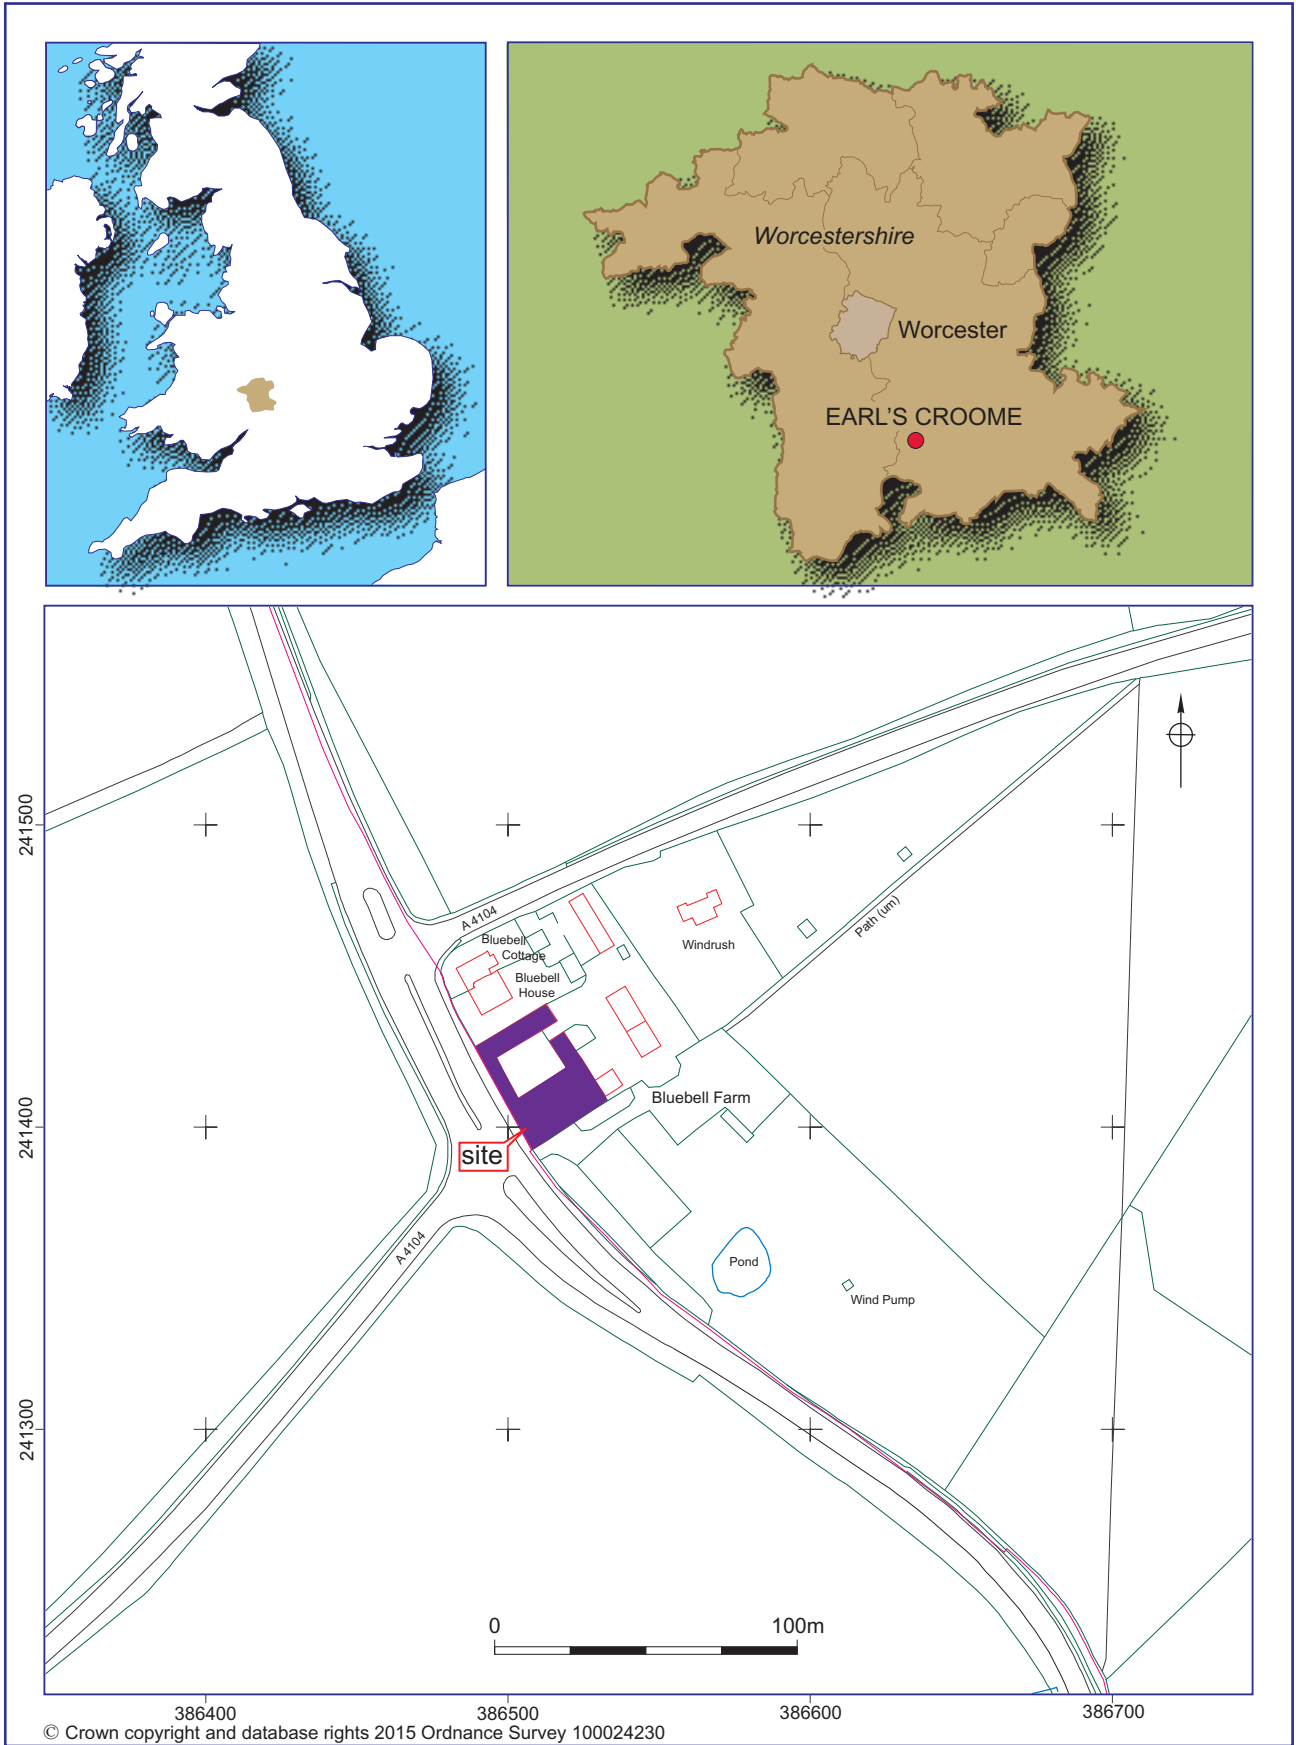 Worcestershire
Worcester
EARL'S CROOME
241500
241400
241300
A 4104
Bluebell
Cottage
Bluebell
House
Windrush
Path (um)
Bluebell Farm
site
A 4104
Pond
Wind Pump
0 100m
386400 386500 386600 386700
© Crown copyright and database rights 2015 Ordnance Survey 100024230